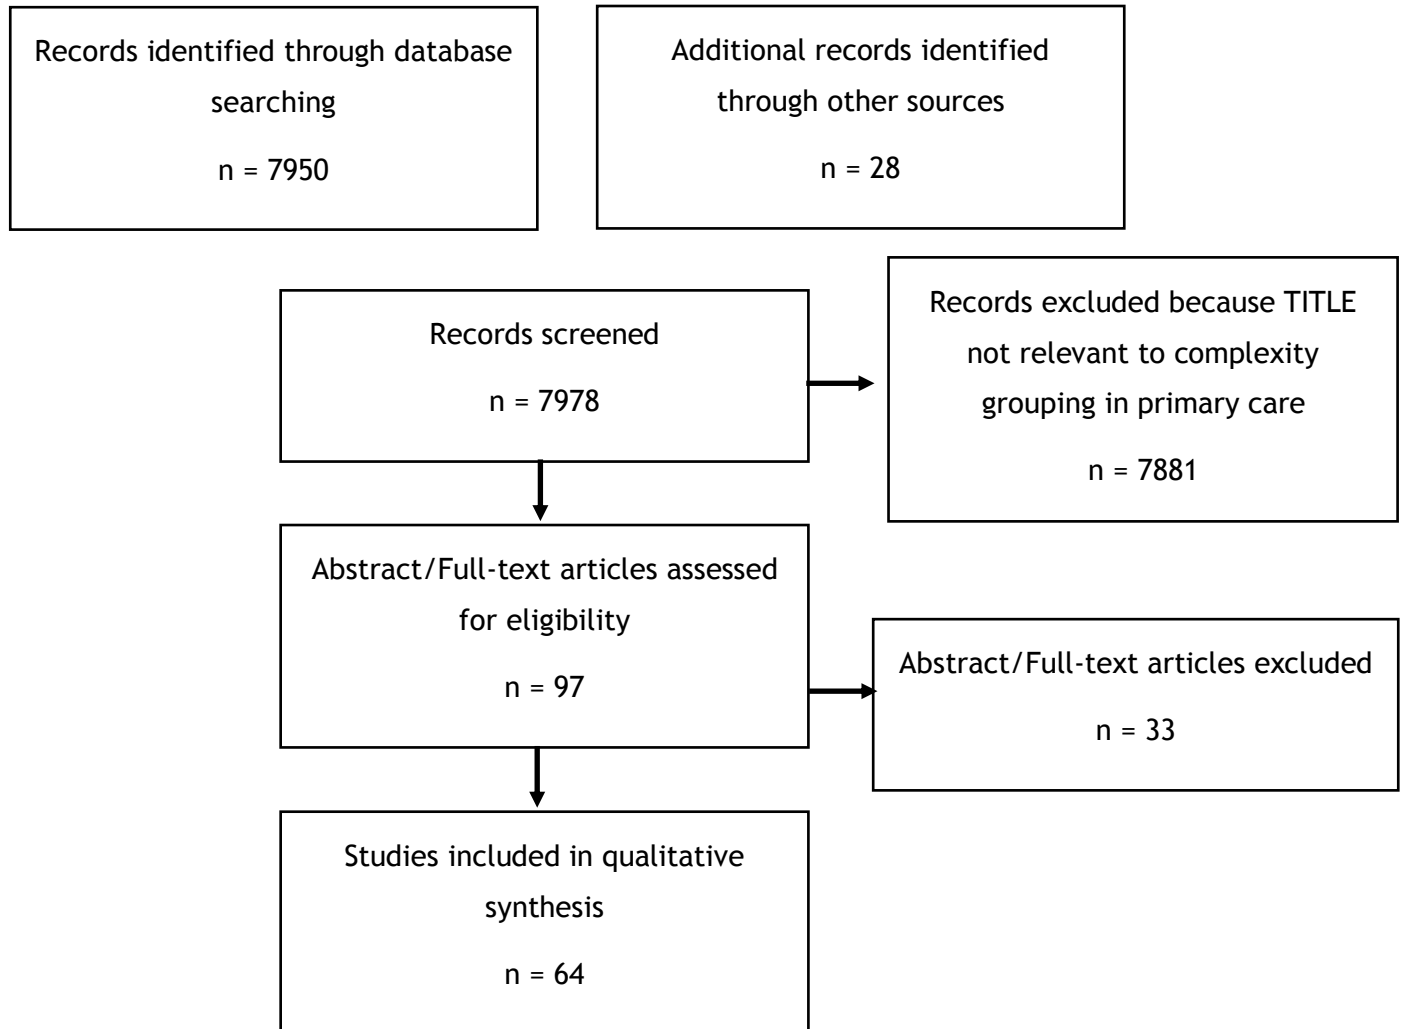 Records identified through database
searching
n = 7950
Additional records identified
through other sources
n = 28
Records screened
n = 7978
Records excluded because TITLE
not relevant to complexity
grouping in primary care
n = 7881
Abstract/Full-text articles assessed
for eligibility
n = 97
Abstract/Full-text articles excluded
n = 33
Studies included in qualitative
synthesis
n = 64